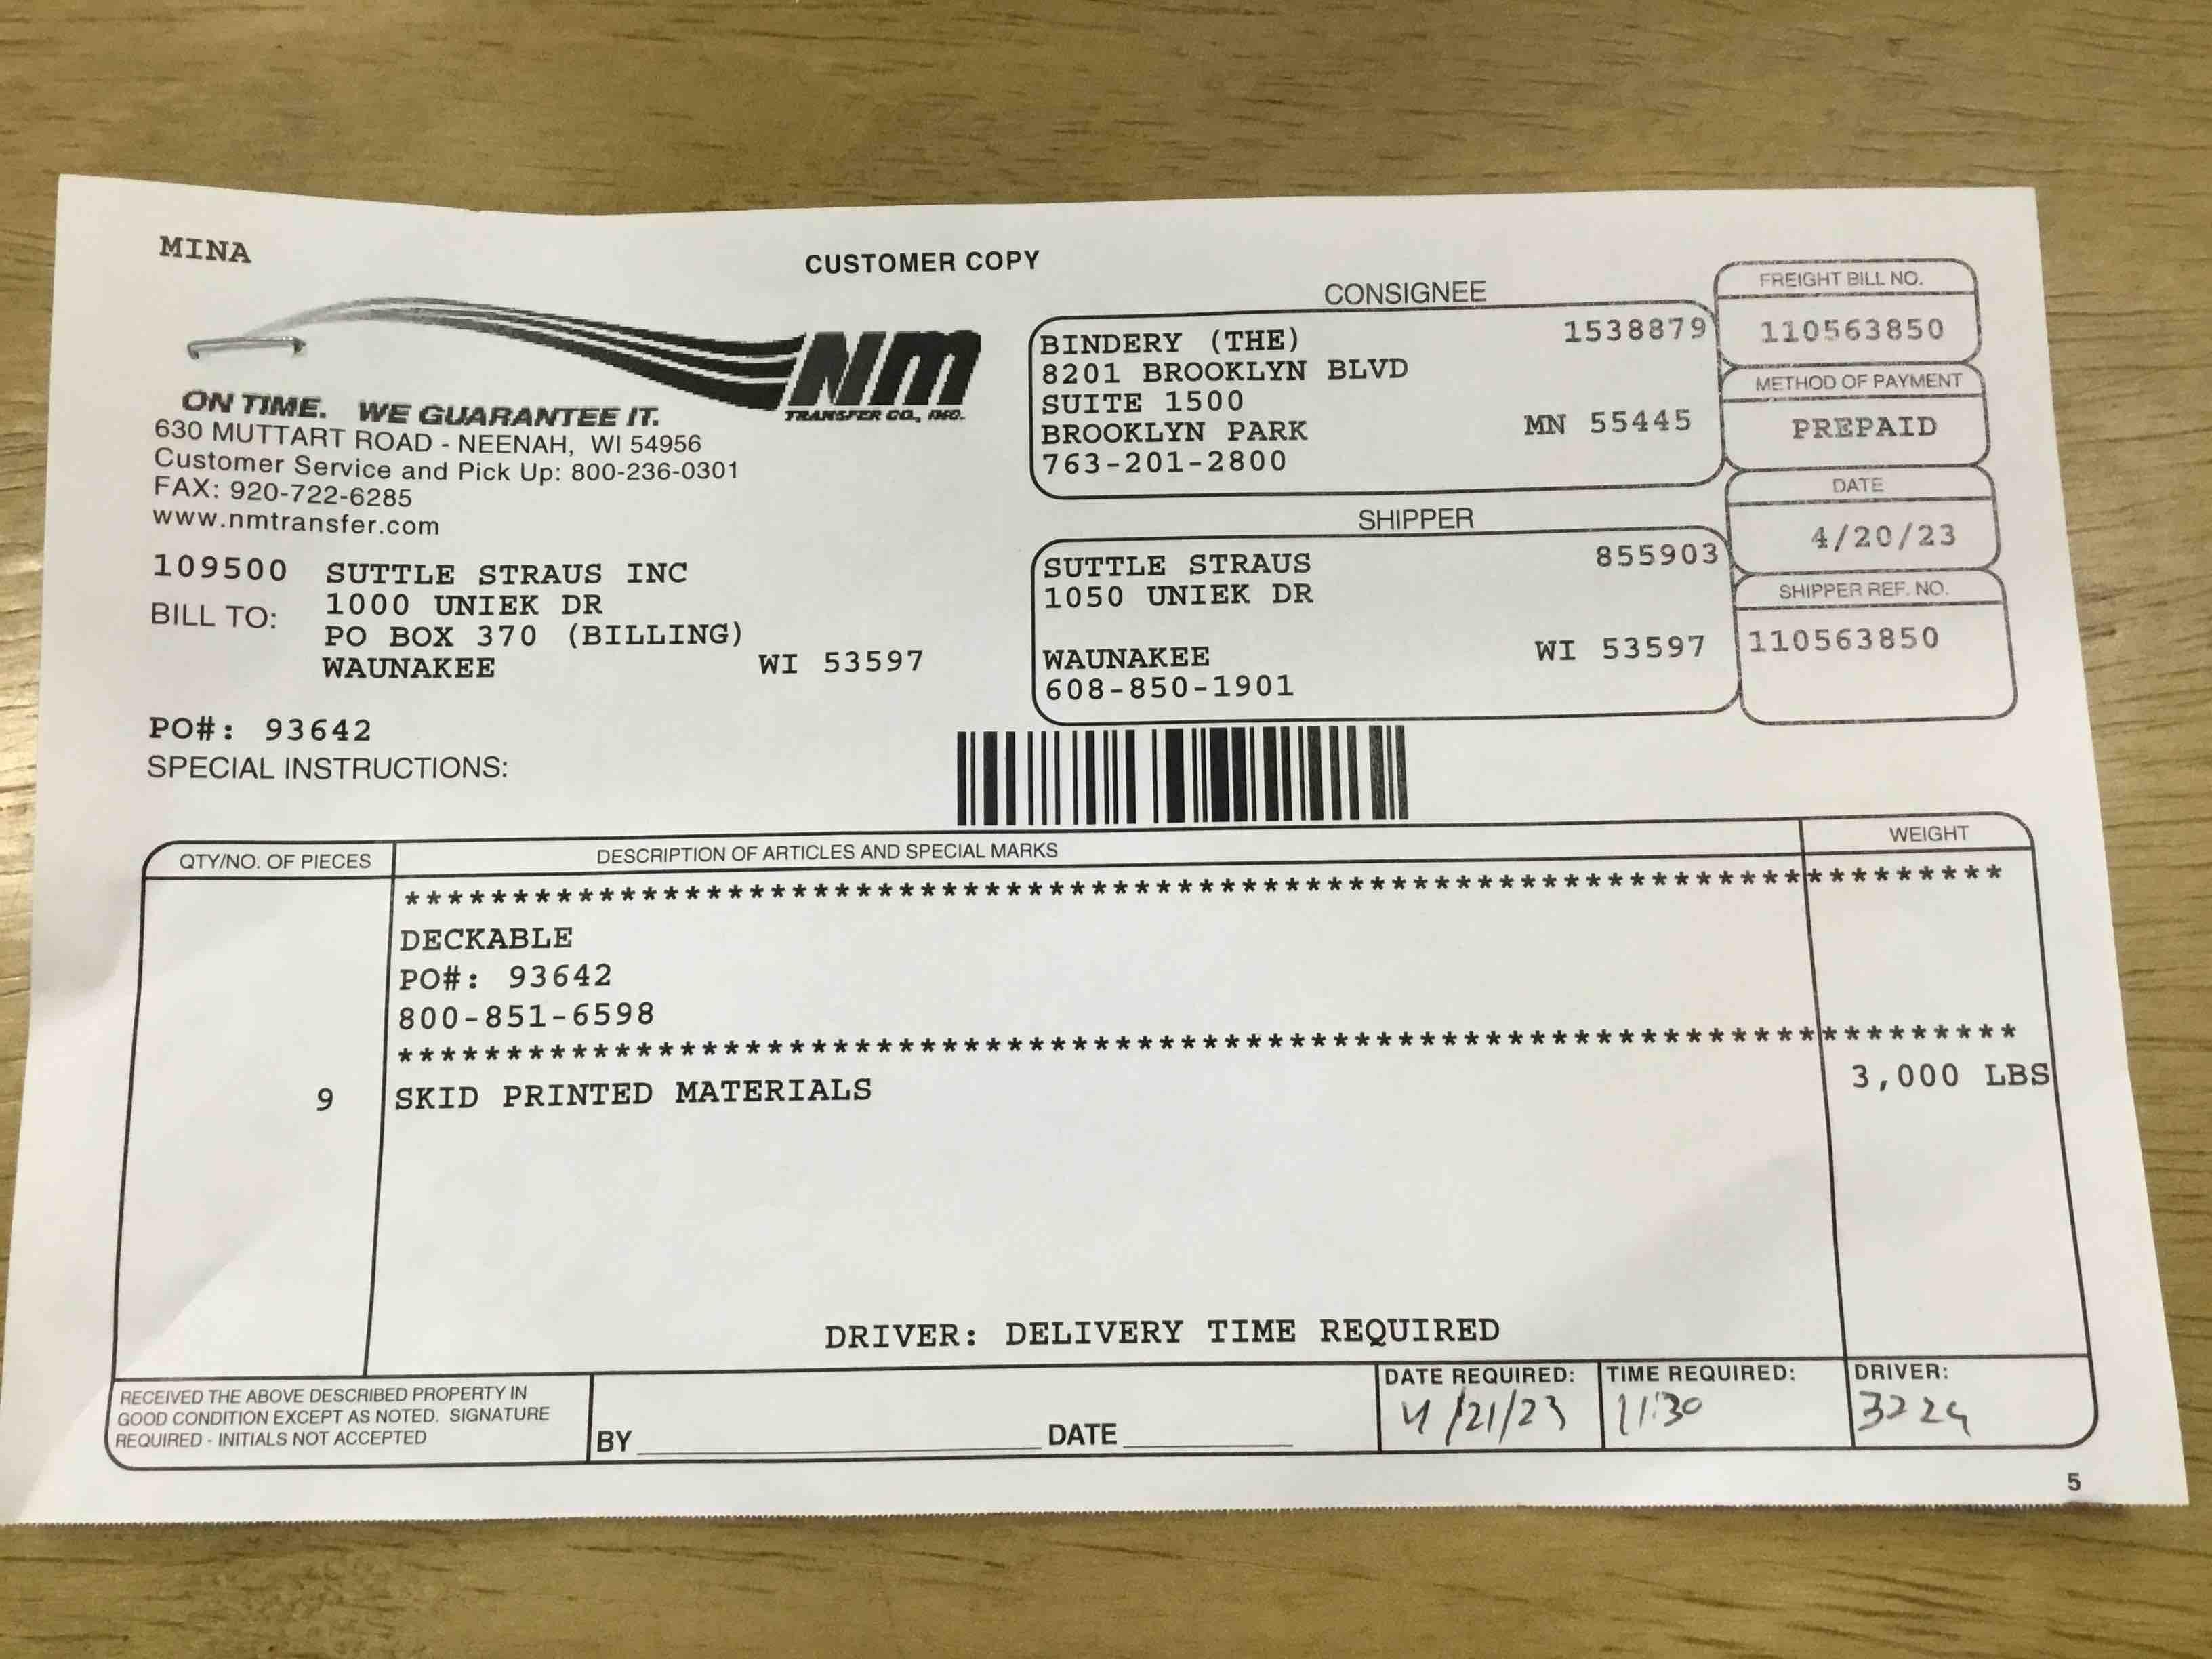 MINA
CUSTOMER COPY
NM
TRANSFER CO., INC.
ON TIME. WE GUARANTEE IT.
630 MUTTART ROAD - NEENAH, WI 54956
Customer Service and Pick Up: 800-236-0301
FAX: 920-722-6285
www.nmtransfer.com
109500 SUTTLE STRAUS INC
BILL TO: 1000 UNIEK DR
PO BOX 370 (BILLING)
WAUNAKEE WI 53597
PO#: 93642
SPECIAL INSTRUCTIONS:
CONSIGNEE
BINDERY (THE) 1538879
8201 BROOKLYN BLVD
SUITE 1500
BROOKLYN PARK MN 55445
763-201-2800
SHIPPER
SUTTLE STRAUS 855903
1050 UNIEK DR
WAUNAKEE WI 53597
608-850-1901
FREIGHT BILL NO.
110563850
METHOD OF PAYMENT
PREPAID
DATE
4/20/23
SHIPPER REF. NO.
110563850
QTY/NO. OF PIECES DESCRIPTION OF ARTICLES AND SPECIAL MARKS WEIGHT
**************************************************************************
DECKABLE
PO#: 93642
800-851-6598
**************************************************************************
9 SKID PRINTED MATERIALS 3,000 LBS
DRIVER: DELIVERY TIME REQUIRED
RECEIVED THE ABOVE DESCRIBED PROPERTY IN
GOOD CONDITION EXCEPT AS NOTED. SIGNATURE
REQUIRED - INITIALS NOT ACCEPTED
BY DATE
DATE REQUIRED: TIME REQUIRED: DRIVER:
4/21/23 11:30 3224
5